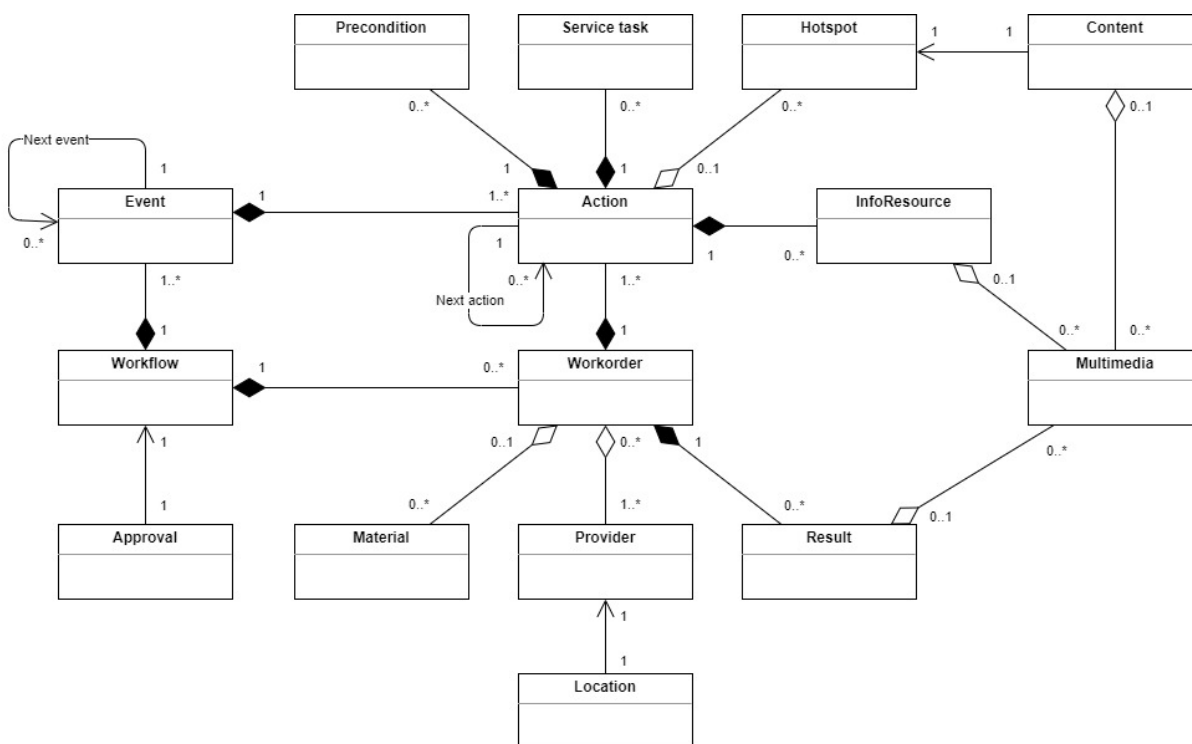 Precondition
Service task
Hotspot
Content
1
1
0..*
0..*
0..*
0..1
Next event
1
1
1
0..1
Event
Action
InfoResource
1
1..*
0..*
1
0..*
1
0..*
0..1
Next action
1..*
1..*
1
1
0..*
0..*
Workflow
Workorder
Multimedia
1
0..*
1
0..1
0..*
1
0..*
1
0..*
1..*
0..*
0..1
Approval
Material
Provider
Result
1
1
Location